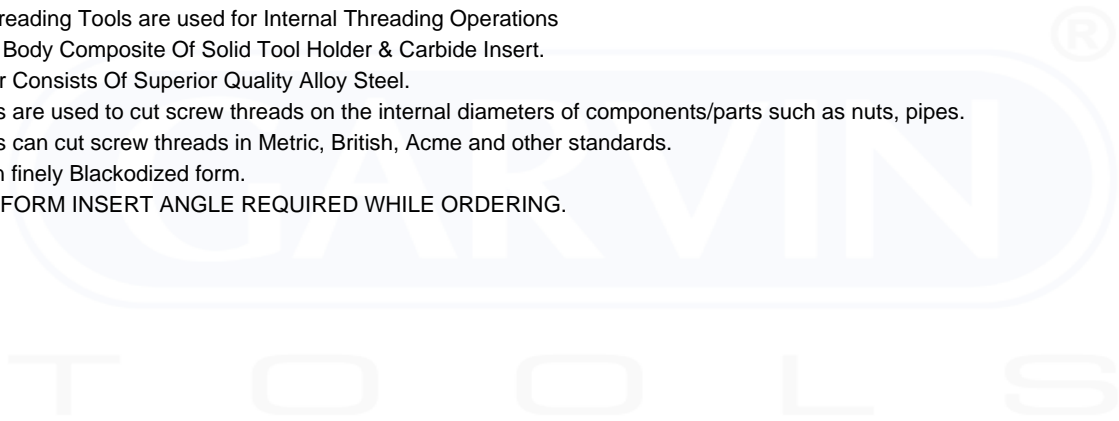 reading Tools are used for Internal Threading Operations
Body Composite Of Solid Tool Holder & Carbide Insert.
r Consists Of Superior Quality Alloy Steel.
s are used to cut screw threads on the internal diameters of components/parts such as nuts, pipes.
s can cut screw threads in Metric, British, Acme and other standards.
n finely Blackodized form.
FORM INSERT ANGLE REQUIRED WHILE ORDERING.
®
GARVIN
TOOLS